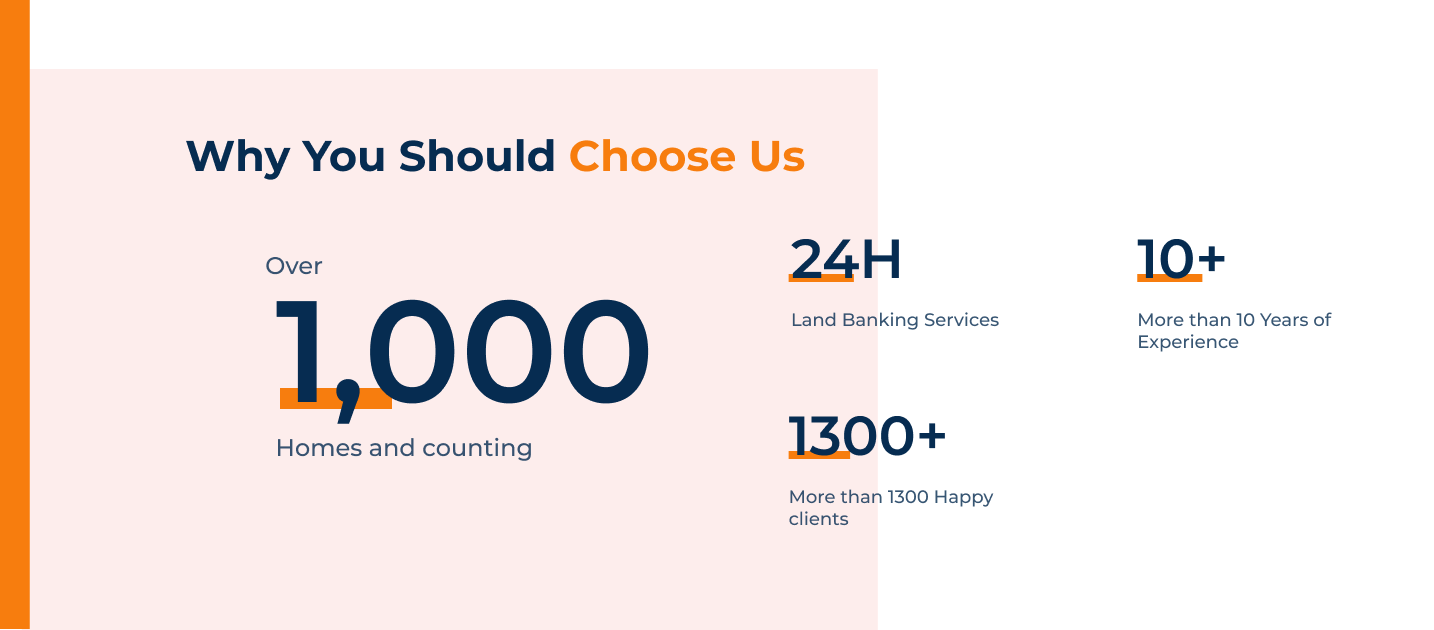 Why You Should Choose Us
Over
1,000
Homes and counting
24H
Land Banking Services
10+
More than 10 Years of
Experience
1300+
More than 1300 Happy
clients